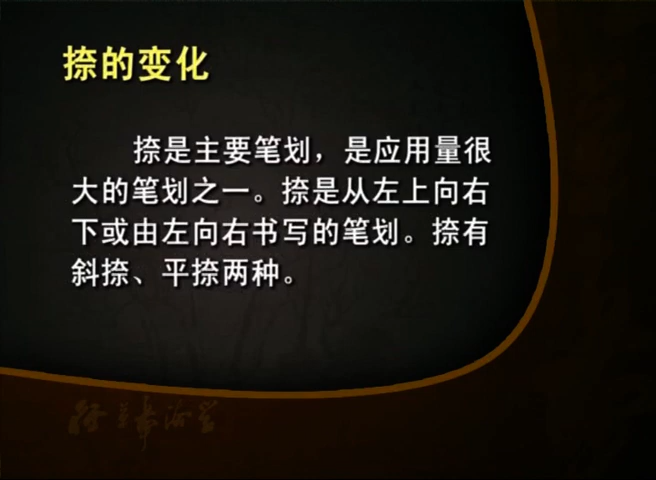 捺的变化
捺是主要笔划，是应用量很
大的笔划之一。捺是从左上向右
下或由左向右书写的笔划。捺有
斜捺、平捺两种。